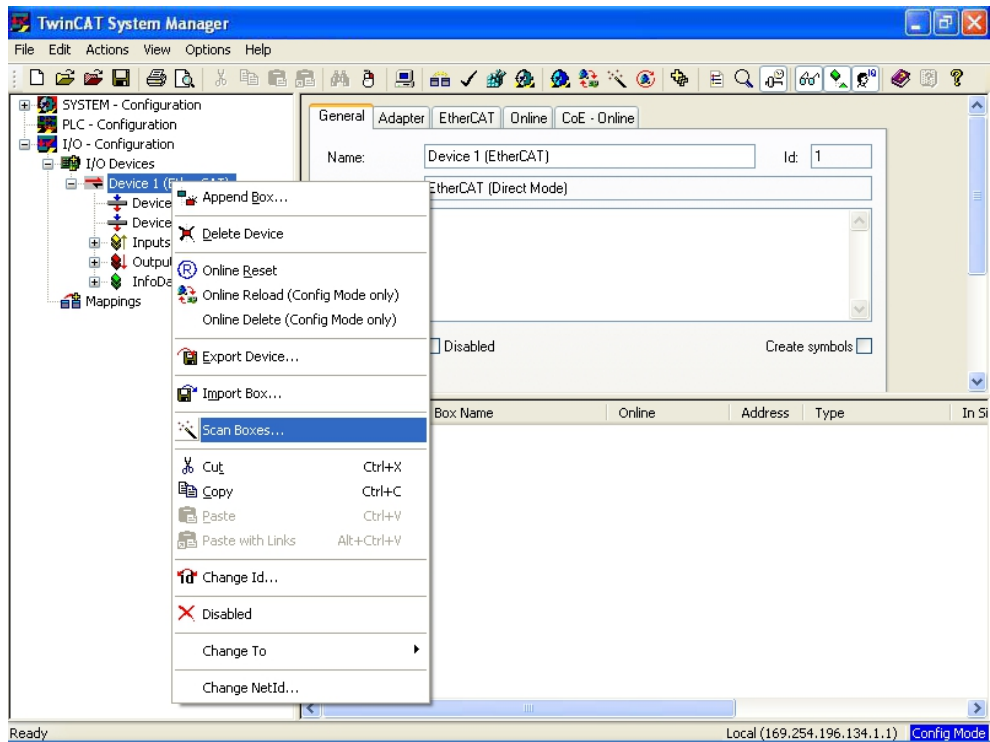 TwinCAT System Manager
File Edit Actions View Options Help
SYSTEM - Configuration
PLC - Configuration
I/O - Configuration
I/O Devices
Device 1 (EtherCAT)
Device
Device
Inputs
Outpu
InfoDa
Mappings
Append Box...
Delete Device
Online Reset
Online Reload (Config Mode only)
Online Delete (Config Mode only)
Export Device...
Import Box...
Scan Boxes...
Cut Ctrl+X
Copy Ctrl+C
Paste Ctrl+V
Paste with Links Alt+Ctrl+V
Change Id...
Disabled
Change To
Change NetId...
General Adapter EtherCAT Online CoE - Online
Name: Device 1 (EtherCAT) Id: 1
EtherCAT (Direct Mode)
Disabled Create symbols
Box Name Online Address Type In Si
Ready Local (169.254.196.134.1.1) Config Mode